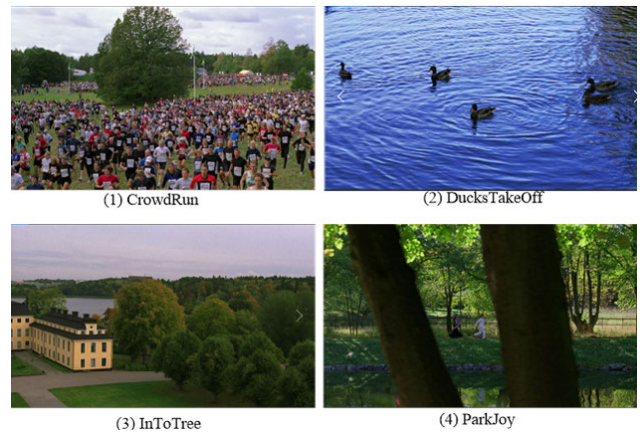 (1) CrowdRun
(2) DucksTakeOff
(3) InToTree
(4) ParkJoy